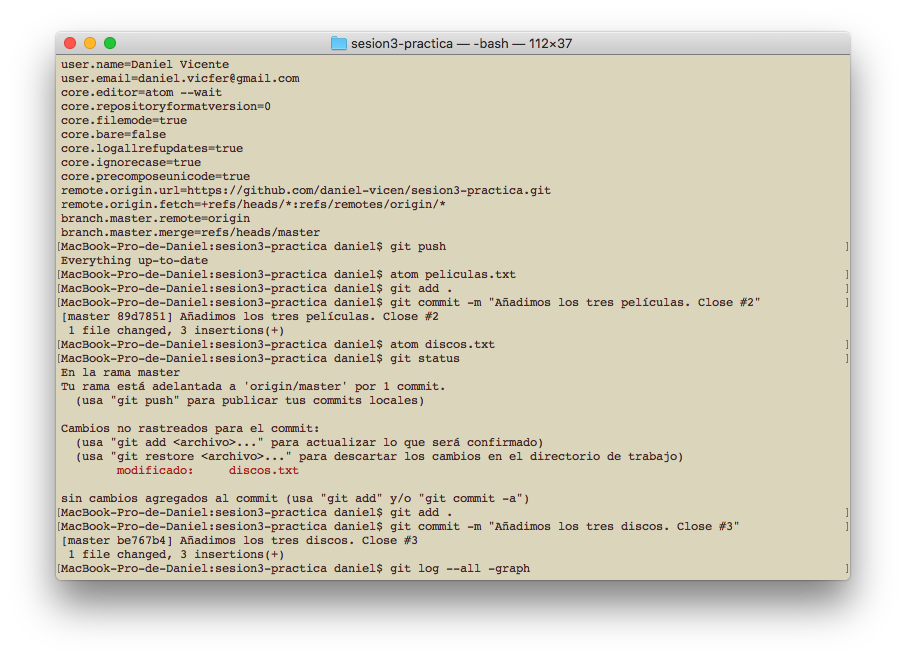 sesion3-practica — -bash — 112×37
user.name=Daniel Vicente
user.email=daniel.vicfer@gmail.com
core.editor=atom --wait
core.repositoryformatversion=0
core.filemode=true
core.bare=false
core.logallrefupdates=true
core.ignorecase=true
core.precomposeunicode=true
remote.origin.url=https://github.com/daniel-vicen/sesion3-practica.git
remote.origin.fetch=+refs/heads/*:refs/remotes/origin/*
branch.master.remote=origin
branch.master.merge=refs/heads/master
[MacBook-Pro-de-Daniel:sesion3-practica daniel$ git push ]
Everything up-to-date
[MacBook-Pro-de-Daniel:sesion3-practica daniel$ atom peliculas.txt ]
[MacBook-Pro-de-Daniel:sesion3-practica daniel$ git add . ]
[MacBook-Pro-de-Daniel:sesion3-practica daniel$ git commit -m "Añadimos los tres películas. Close #2" ]
[master 89d7851] Añadimos los tres películas. Close #2
 1 file changed, 3 insertions(+)
[MacBook-Pro-de-Daniel:sesion3-practica daniel$ atom discos.txt ]
[MacBook-Pro-de-Daniel:sesion3-practica daniel$ git status ]
En la rama master
Tu rama está adelantada a 'origin/master' por 1 commit.
  (usa "git push" para publicar tus commits locales)

Cambios no rastreados para el commit:
  (usa "git add <archivo>..." para actualizar lo que será confirmado)
  (usa "git restore <archivo>..." para descartar los cambios en el directorio de trabajo)
        modificado:     discos.txt

sin cambios agregados al commit (usa "git add" y/o "git commit -a")
[MacBook-Pro-de-Daniel:sesion3-practica daniel$ git add . ]
[MacBook-Pro-de-Daniel:sesion3-practica daniel$ git commit -m "Añadimos los tres discos. Close #3" ]
[master be767b4] Añadimos los tres discos. Close #3
 1 file changed, 3 insertions(+)
[MacBook-Pro-de-Daniel:sesion3-practica daniel$ git log --all -graph ]